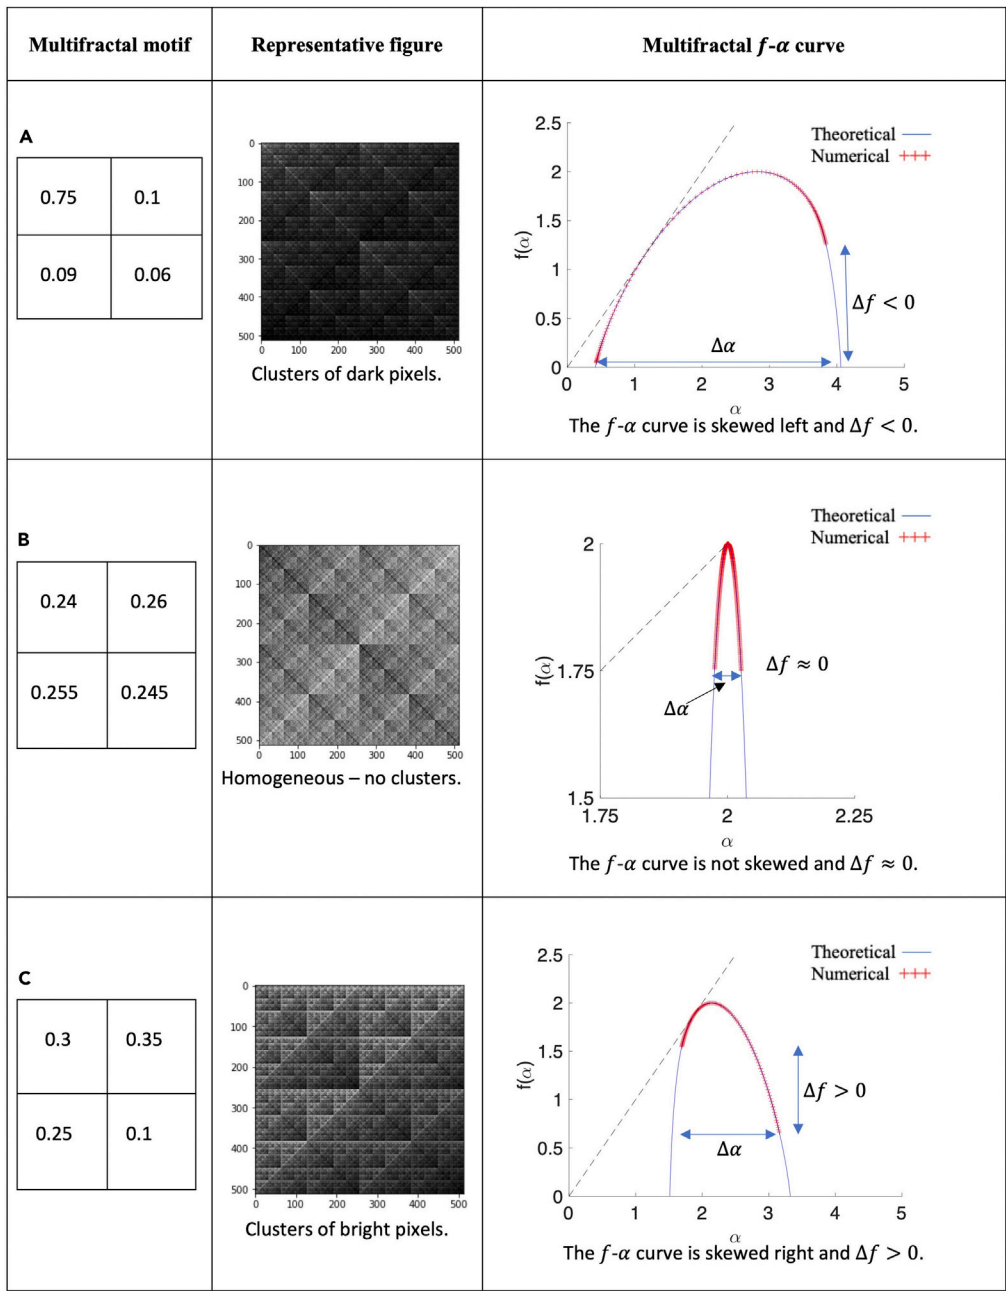 Multifractal motif
Representative figure
Multifractal f-α curve
A
0.75
0.1
0.09
0.06
0
100
200
300
400
500
0
100
200
300
400
500
Clusters of dark pixels.
2.5
2
1.5
1
0.5
0
f(α)
0
1
2
3
4
5
α
Theoretical
Numerical
Δf < 0
Δα
The f-α curve is skewed left and Δf < 0.
B
0.24
0.26
0.255
0.245
0
100
200
300
400
500
0
100
200
300
400
500
Homogeneous – no clusters.
2
1.75
1.5
f(α)
1.75
2
2.25
α
Theoretical
Numerical
Δf ≈ 0
Δα
The f-α curve is not skewed and Δf ≈ 0.
C
0.3
0.35
0.25
0.1
0
100
200
300
400
500
0
100
200
300
400
500
Clusters of bright pixels.
2.5
2
1.5
1
0.5
0
f(α)
0
1
2
3
4
5
α
Theoretical
Numerical
Δf > 0
Δα
The f-α curve is skewed right and Δf > 0.